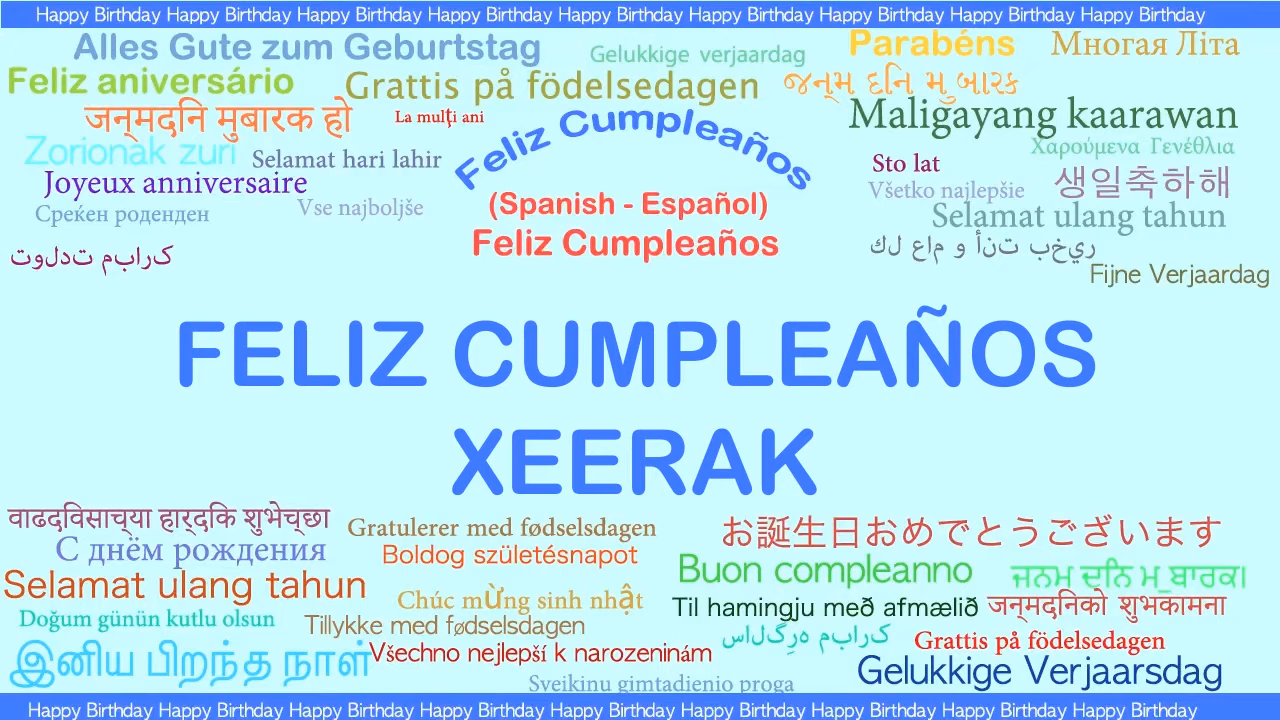 Happy Birthday Happy Birthday Happy Birthday Happy Birthday Happy Birthday Happy Birthday Happy Birthday Happy Birthday Happy Birthday
Alles Gute zum Geburtstag
Gelukkige verjaardag
Parabéns
Многая Літа
Feliz aniversário
Grattis på födelsedagen
જન્મ દિન મુબારક
जन्मदिन मुबारक हो
La mulţi ani
Feliz Cumpleaños
Maligayang kaarawan
Zorionak zuri
Selamat hari lahir
Sto lat
Χαρούμενα Γενέθλια
Joyeux anniversaire
(Spanish - Español)
Všetko najlepšie
생일축하해
Среќен роденден
Vse najboljše
Feliz Cumpleaños
Selamat ulang tahun
تولدت مبارک
كل عام و أنت بخير
Fijne Verjaardag
FELIZ CUMPLEAÑOS
XEERAK
वाढदिवसाच्या हार्दिक शुभेच्छा
Gratulerer med fødselsdagen
お誕生日おめでとうございます
С днём рождения
Boldog születésnapot
Buon compleanno
ਜਨਮ ਦਿਨ ਮੁਬਾਰਕ।
Selamat ulang tahun
Chúc mừng sinh nhật
Til hamingju með afmælið
जन्मदिनको शुभकामना
Doğum günün kutlu olsun
Tillykke med fødselsdagen
سالگرہ مبارک
Grattis på födelsedagen
இனிய பிறந்த நாள்
Všechno nejlepší k narozeninám
Gelukkige Verjaarsdag
Sveikinu gimtadienio proga
Happy Birthday Happy Birthday Happy Birthday Happy Birthday Happy Birthday Happy Birthday Happy Birthday Happy Birthday Happy Birthday